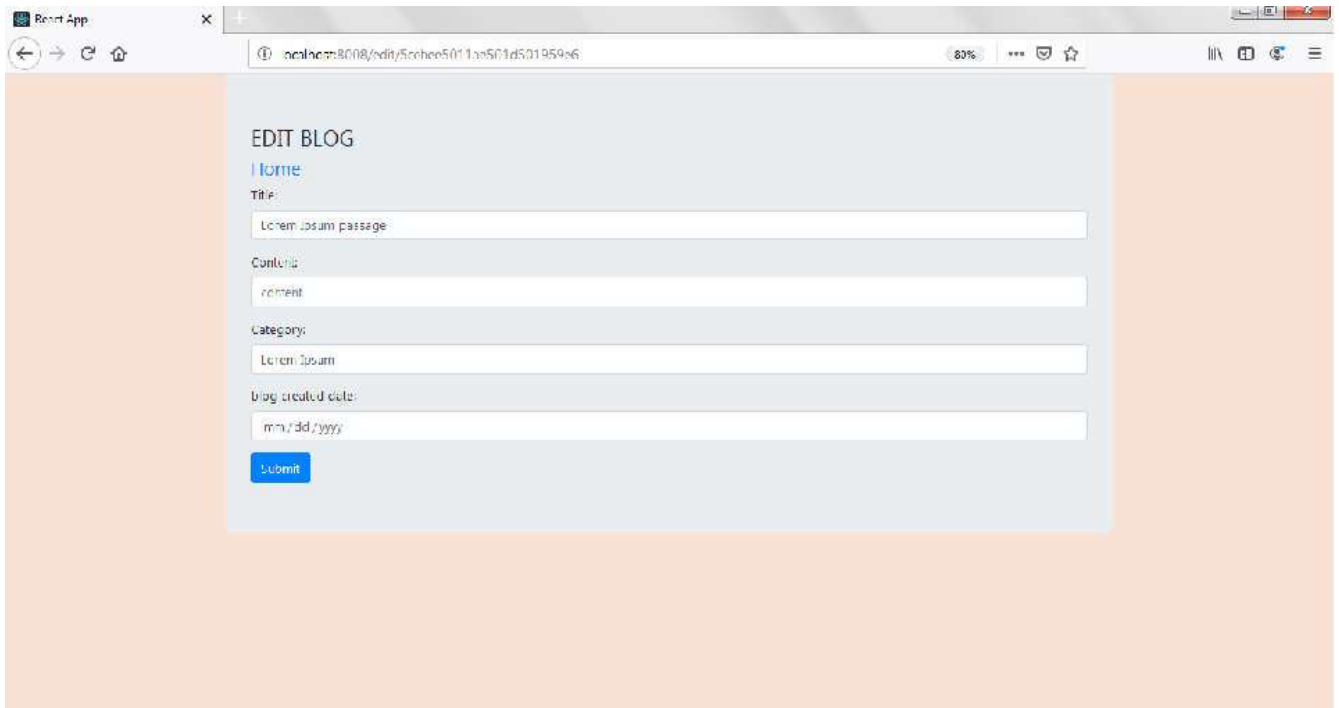 React App
localhost:8008/edit/
80%
EDIT BLOG
Home
Title:
Lorem Ipsum passage
Content:
content
Category:
Lorem Ipsum
blog created date:
mm / dd / yyyy
Submit